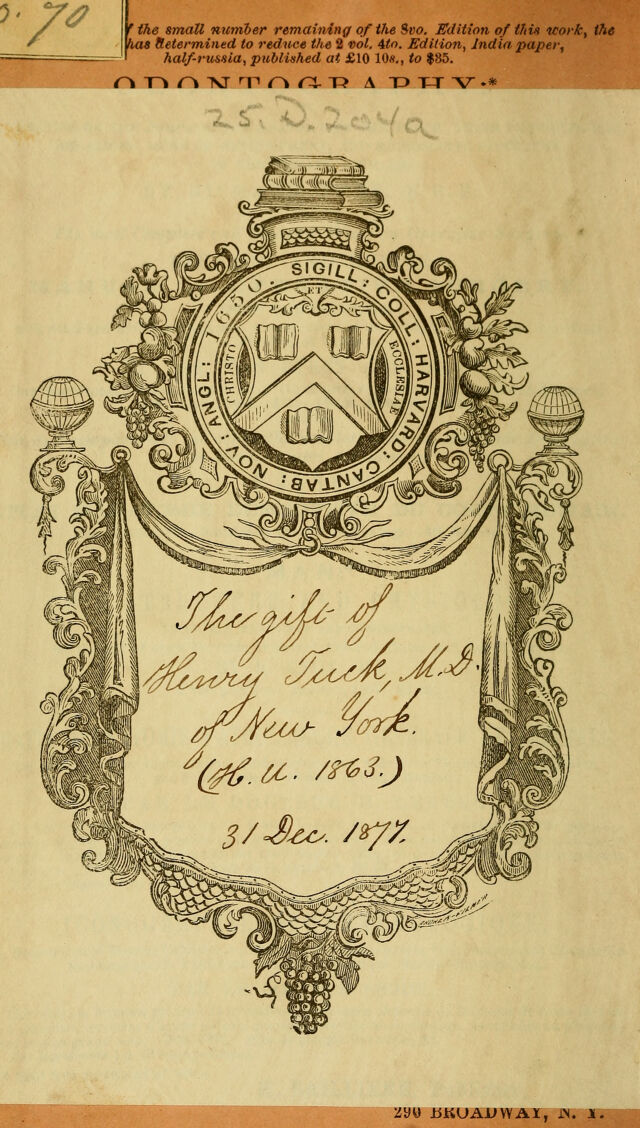 o. 70
f the small number remaining of the 8vo. Edition of this work, the
has determined to reduce the 2 vol. 4to. Edition, India paper,
half-russia, published at £10 10s., to $35.
ODONTOGRAPHY.*
25.D.204a
SIGILL: COLL: HARVARD: CANTAB: NOV: ANGL: 1650.
CHRISTO ET ECCLESIAE
The gift of
Henry Tuck, M.D.
of New York.
(H. U. 1863.)
31 Dec. 1877.
290 BROADWAY, N. Y.